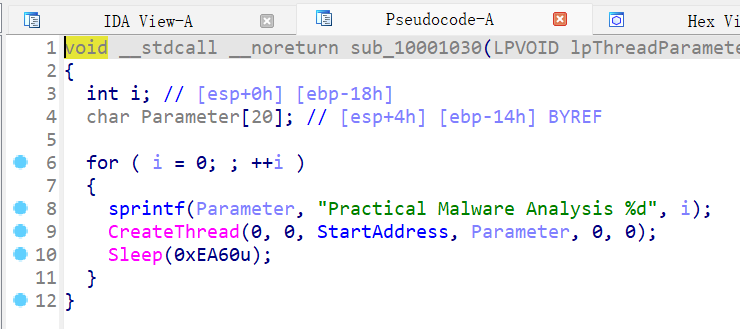 IDA View-A Pseudocode-A Hex Vi
1 void __stdcall __noreturn sub_10001030(LPVOID lpThreadParamete
2 {
3 int i; // [esp+0h] [ebp-18h]
4 char Parameter[20]; // [esp+4h] [ebp-14h] BYREF
5
6 for ( i = 0; ; ++i )
7 {
8 sprintf(Parameter, "Practical Malware Analysis %d", i);
9 CreateThread(0, 0, StartAddress, Parameter, 0, 0);
10 Sleep(0xEA60u);
11 }
12 }